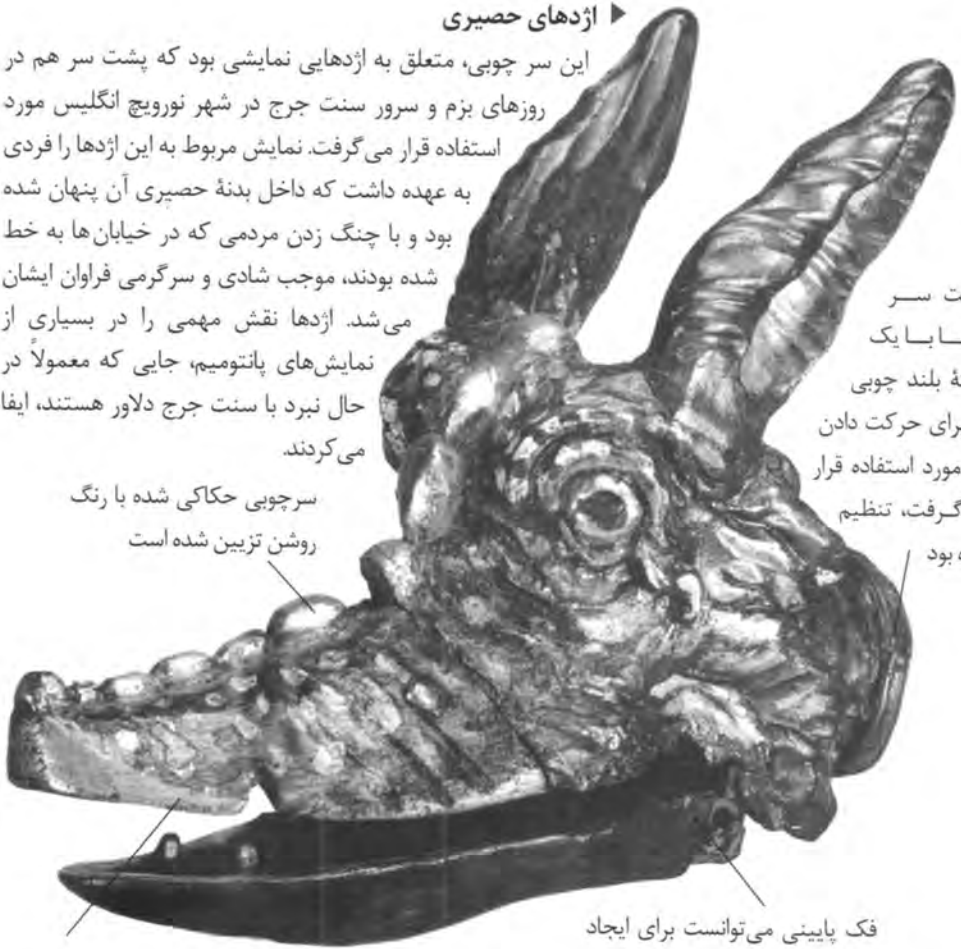 ◀ اژدهای حصیری
این سر چوبی، متعلق به اژدهایی نمایشی بود که پشت سر هم در
روزهای بزم و سرور سنت جرج در شهر نورویچ انگلیس مورد
استفاده قرار می‌گرفت. نمایش مربوط به این اژدها را فردی
به عهده داشت که داخل بدنهٔ حصیری آن پنهان شده
بود و با چنگ زدن مردمی که در خیابان‌ها به خط
شده بودند، موجب شادی و سرگرمی فراوان ایشان
می‌شد. اژدها نقش مهمی را در بسیاری از
نمایش‌های پانتومیم، جایی که معمولاً در
حال نبرد با سنت جرج دلاور هستند، ایفا
می‌کردند.
سرچوبی حکاکی شده با رنگ
روشن تزیین شده است
سر
یک
بلند چوبی
حرکت دادن
مورد استفاده قرار
تنظیم
بود
فک پایینی می‌توانست برای ایجاد